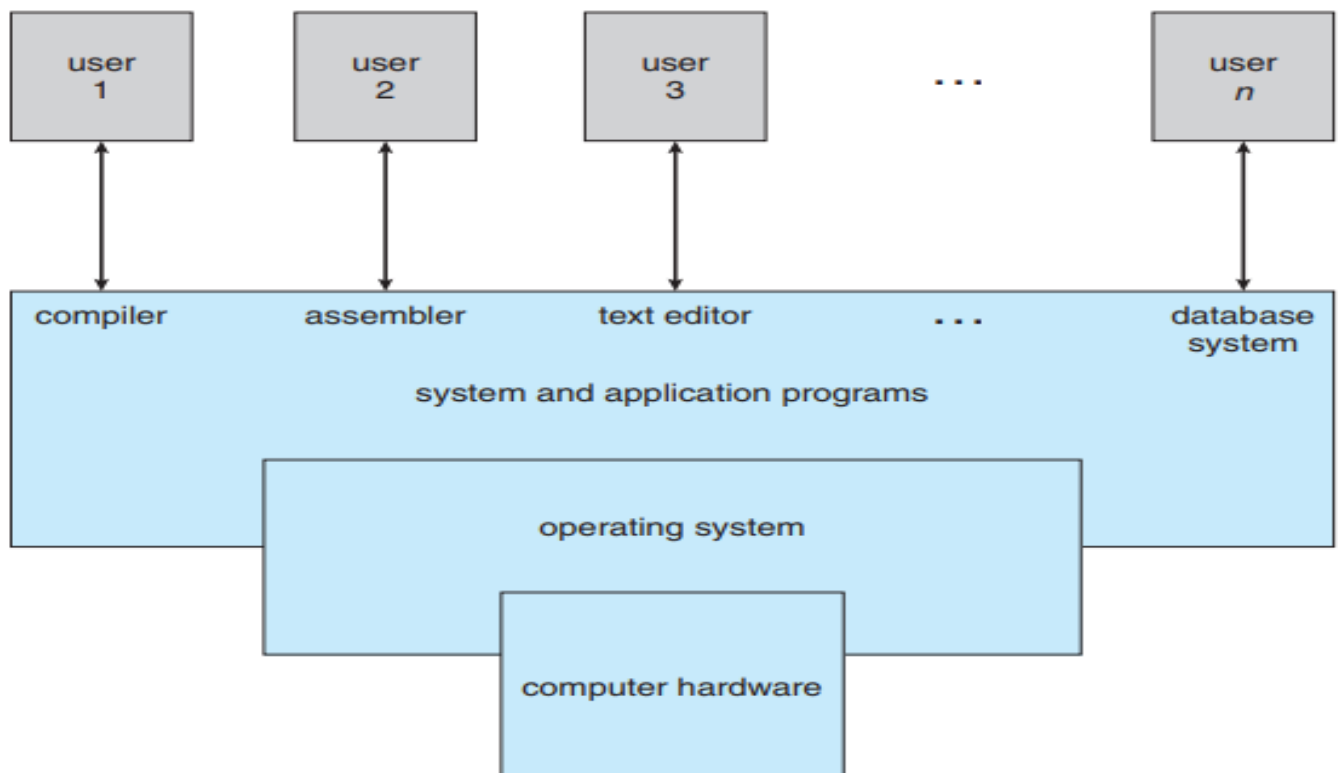 user
1
user
2
user
3
. . .
user
n
compiler
assembler
text editor
. . .
database
system
system and application programs
operating system
computer hardware